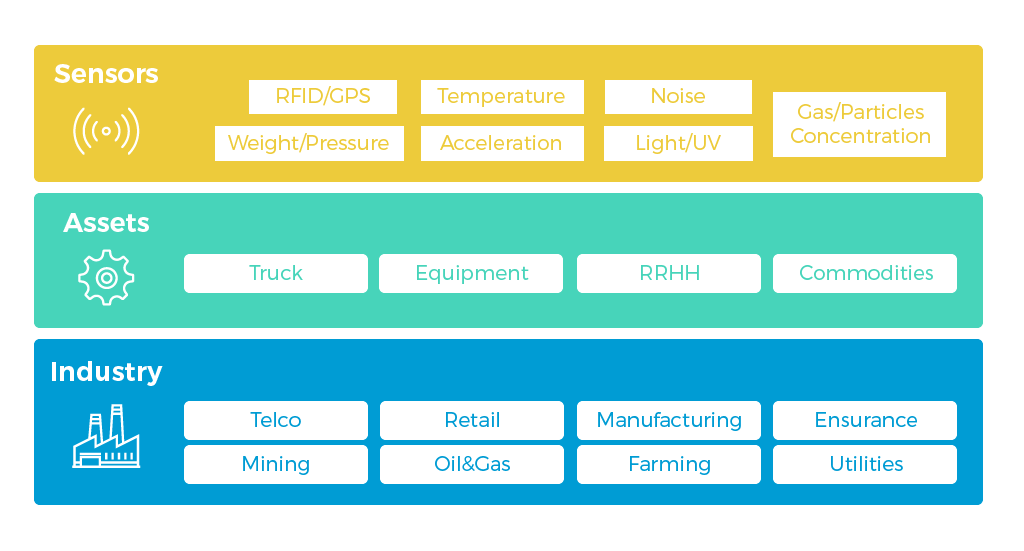 Sensors
RFID/GPS
Temperature
Noise
Gas/Particles
Concentration
Weight/Pressure
Acceleration
Light/UV
Assets
Truck
Equipment
RRHH
Commodities
Industry
Telco
Retail
Manufacturing
Ensurance
Mining
Oil&Gas
Farming
Utilities